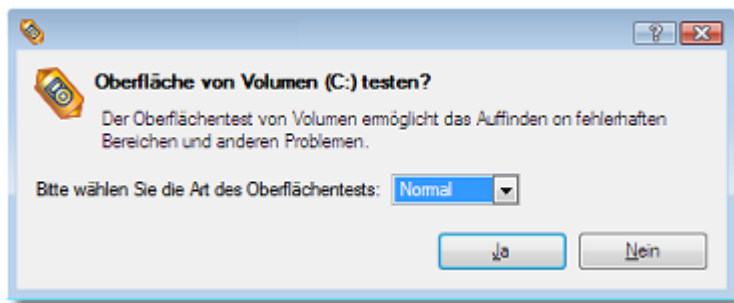 Oberfläche von Volumen (C:) testen?
Der Oberflächentest von Volumen ermöglicht das Auffinden on fehlerhaften
Bereichen und anderen Problemen.
Bitte wählen Sie die Art des Oberflächentests: Normal
Ja Nein